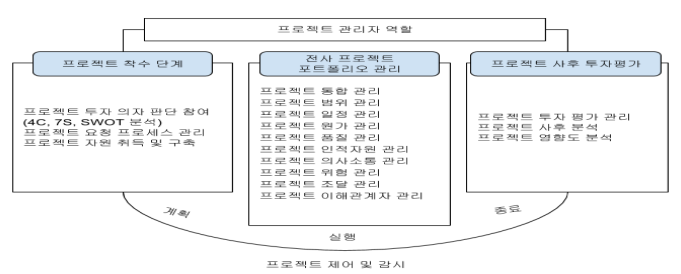 프로젝트 관리자 역할
프로젝트 착수 단계
프로젝트 투자 의자 판단 참여
(4C, 7S, SWOT 분석)
프로젝트 요청 프로세스 관리
프로젝트 자원 취득 및 구축
전사 프로젝트
포트폴리오 관리
프로젝트 통합 관리
프로젝트 범위 관리
프로젝트 일정 관리
프로젝트 원가 관리
프로젝트 품질 관리
프로젝트 인적자원 관리
프로젝트 의사소통 관리
프로젝트 위험 관리
프로젝트 조달 관리
프로젝트 이해관계자 관리
프로젝트 사후 투자평가
프로젝트 투자 평가 관리
프로젝트 사후 분석
프로젝트 영향도 분석
계획
실행
종료
프로젝트 제어 및 감시